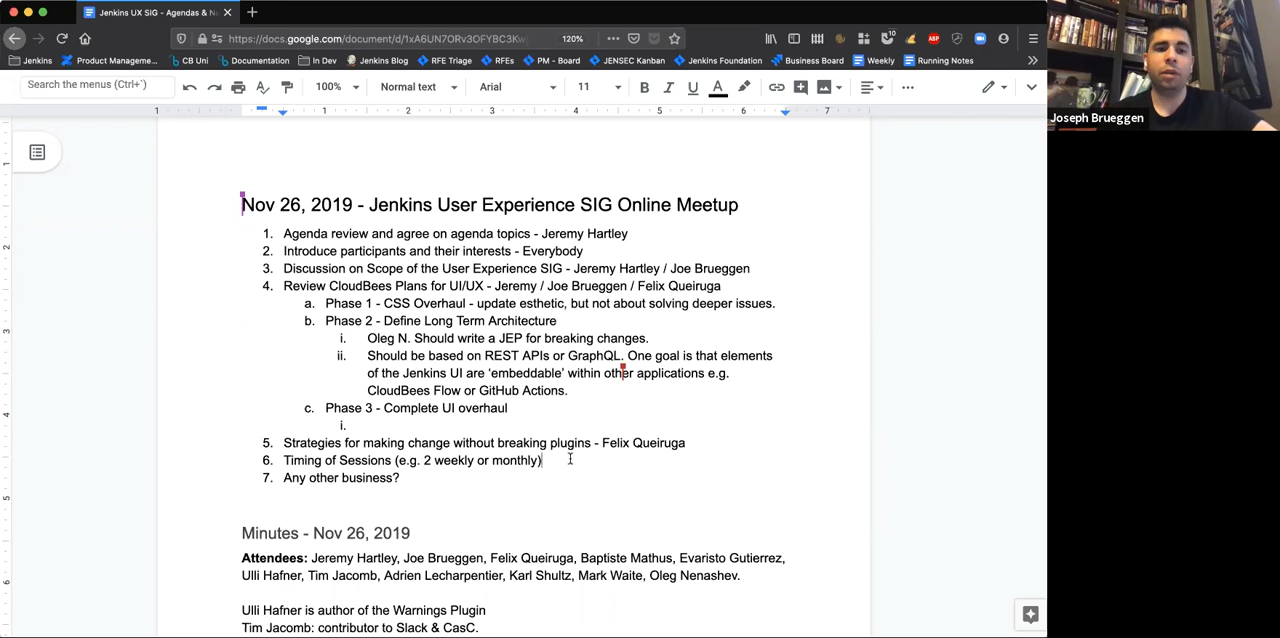 Jenkins UX SIG - Agendas & N
https://docs.google.com/document/d/1xA6UN7ORv3OFYBC3Kw
120%
10
ABP
Jenkins
Product Manageme...
CB Uni
Documentation
In Dev
Jenkins Blog
RFE Triage
RFEs
PM - Board
JENSEC Kanban
Jenkins Foundation
Business Board
Weekly
Running Notes
Search the menus (Ctrl+`)
100%
Normal text
Arial
11
B I U A
1 1 2 3 4 5 6 7
Nov 26, 2019 - Jenkins User Experience SIG Online Meetup
1. Agenda review and agree on agenda topics - Jeremy Hartley
2. Introduce participants and their interests - Everybody
3. Discussion on Scope of the User Experience SIG - Jeremy Hartley / Joe Brueggen
4. Review CloudBees Plans for UI/UX - Jeremy / Joe Brueggen / Felix Queiruga
a. Phase 1 - CSS Overhaul - update esthetic, but not about solving deeper issues.
b. Phase 2 - Define Long Term Architecture
i. Oleg N. Should write a JEP for breaking changes.
ii. Should be based on REST APIs or GraphQL. One goal is that elements
of the Jenkins UI are ‘embeddable’ within other applications e.g.
CloudBees Flow or GitHub Actions.
c. Phase 3 - Complete UI overhaul
i.
5. Strategies for making change without breaking plugins - Felix Queiruga
6. Timing of Sessions (e.g. 2 weekly or monthly)
7. Any other business?
Minutes - Nov 26, 2019
Attendees: Jeremy Hartley, Joe Brueggen, Felix Queiruga, Baptiste Mathus, Evaristo Gutierrez,
Ulli Hafner, Tim Jacomb, Adrien Lecharpentier, Karl Shultz, Mark Waite, Oleg Nenashev.
Ulli Hafner is author of the Warnings Plugin
Tim Jacomb: contributor to Slack & CasC.
Joseph Brueggen